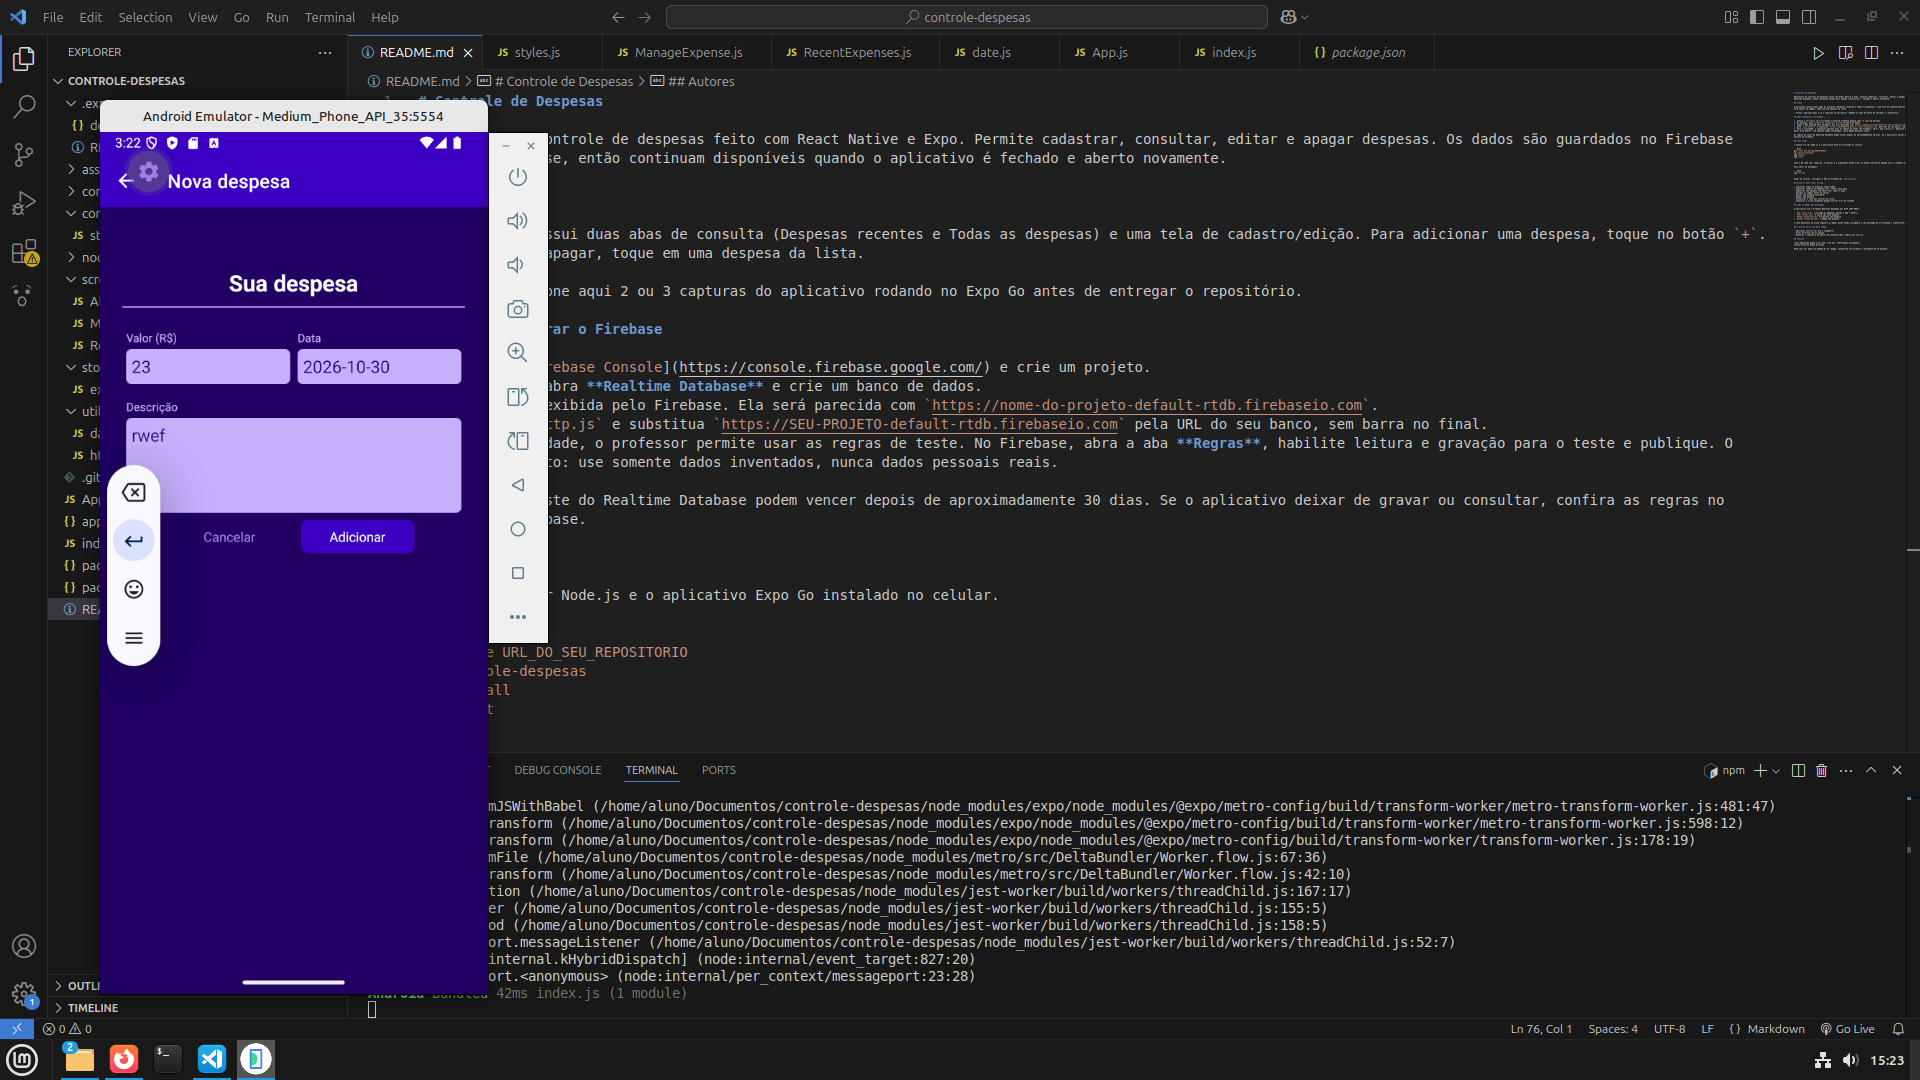 File Edit Selection View Go Run Terminal Help
controle-despesas
EXPLORER
README.md
JS styles.js
JS ManageExpense.js
JS RecentExpenses.js
JS date.js
JS App.js
JS index.js
{} package.json
CONTROLE-DESPESAS
README.md > # Controle de Despesas > ## Autores
Android Emulator - Medium_Phone_API_35:5554
3:22
Nova despesa
Sua despesa
Valor (R$)
Data
23
2026-10-30
Descrição
rwef
Cancelar
Adicionar
ontrole de despesas feito com React Native e Expo. Permite cadastrar, consultar, editar e apagar despesas. Os dados são guardados no Firebase
se, então continuam disponíveis quando o aplicativo é fechado e aberto novamente.
ssui duas abas de consulta (Despesas recentes e Todas as despesas) e uma tela de cadastro/edição. Para adicionar uma despesa, toque no botão `+`.
apagar, toque em uma despesa da lista.
one aqui 2 ou 3 capturas do aplicativo rodando no Expo Go antes de entregar o repositório.
rar o Firebase
rebase Console](https://console.firebase.google.com/) e crie um projeto.
abra **Realtime Database** e crie um banco de dados.
exibida pelo Firebase. Ela será parecida com `https://nome-do-projeto-default-rtdb.firebaseio.com`.
ttp.js` e substitua `https://SEU-PROJETO-default-rtdb.firebaseio.com` pela URL do seu banco, sem barra no final.
dade, o professor permite usar as regras de teste. No Firebase, abra a aba **Regras**, habilite leitura e gravação para o teste e publique. O
to: use somente dados inventados, nunca dados pessoais reais.
ste do Realtime Database podem vencer depois de aproximadamente 30 dias. Se o aplicativo deixar de gravar ou consultar, confira as regras no
base.
r Node.js e o aplicativo Expo Go instalado no celular.
e URL_DO_SEU_REPOSITORIO
ole-despesas
all
t
DEBUG CONSOLE
TERMINAL
PORTS
npm
mJSWithBabel (/home/aluno/Documentos/controle-despesas/node_modules/expo/node_modules/@expo/metro-config/build/transform-worker/metro-transform-worker.js:481:47)
ransform (/home/aluno/Documentos/controle-despesas/node_modules/expo/node_modules/@expo/metro-config/build/transform-worker/metro-transform-worker.js:598:12)
ransform (/home/aluno/Documentos/controle-despesas/node_modules/expo/node_modules/@expo/metro-config/build/transform-worker/transform-worker.js:178:19)
mFile (/home/aluno/Documentos/controle-despesas/node_modules/metro/src/DeltaBundler/Worker.flow.js:67:36)
ransform (/home/aluno/Documentos/controle-despesas/node_modules/metro/src/DeltaBundler/Worker.flow.js:42:10)
tion (/home/aluno/Documentos/controle-despesas/node_modules/jest-worker/build/workers/threadChild.js:167:17)
er (/home/aluno/Documentos/controle-despesas/node_modules/jest-worker/build/workers/threadChild.js:155:5)
od (/home/aluno/Documentos/controle-despesas/node_modules/jest-worker/build/workers/threadChild.js:158:5)
ort.messageListener (/home/aluno/Documentos/controle-despesas/node_modules/jest-worker/build/workers/threadChild.js:52:7)
internal.kHybridDispatch] (node:internal/event_target:827:20)
ort.<anonymous> (node:internal/per_context/messageport:23:28)
Android Bundled 42ms index.js (1 module)
OUTLI
TIMELINE
0 0
Ln 76, Col 1
Spaces: 4
UTF-8
LF
{} Markdown
Go Live
15:23